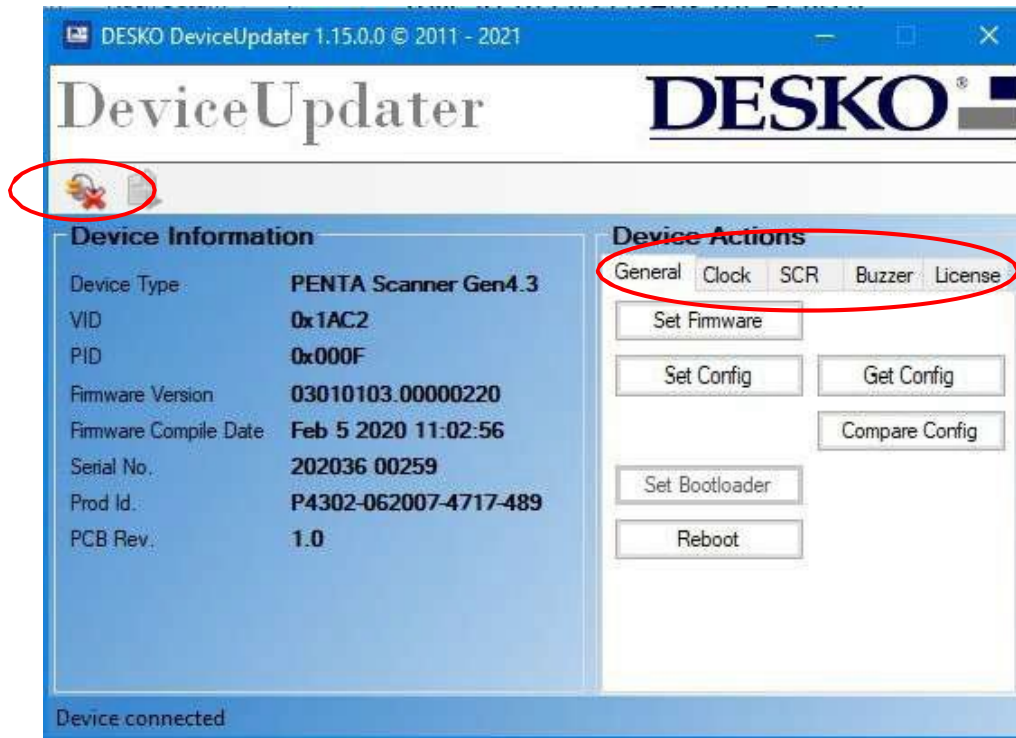 DESKO DeviceUpdater 1.15.0.0 © 2011 - 2021
DeviceUpdater
DESKO®
Device Information
Device Type PENTA Scanner Gen4.3
VID 0x1AC2
PID 0x000F
Firmware Version 03010103.00000220
Firmware Compile Date Feb 5 2020 11:02:56
Serial No. 202036 00259
Prod Id. P4302-062007-4717-489
PCB Rev. 1.0
Device Actions
General Clock SCR Buzzer License
Set Firmware
Set Config Get Config
Compare Config
Set Bootloader
Reboot
Device connected